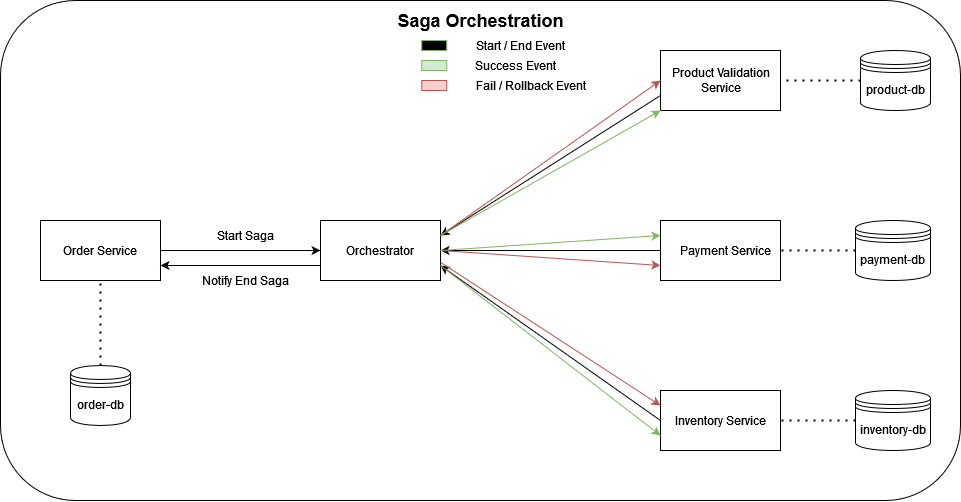 Saga Orchestration
Start / End Event
Success Event
Fail / Rollback Event
Product Validation
Service
product-db
Order Service
Start Saga
Notify End Saga
Orchestrator
Payment Service
payment-db
order-db
Inventory Service
inventory-db